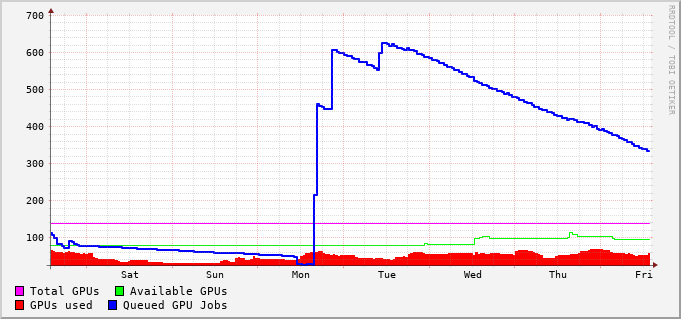 700
600
500
400
300
200
100
Sat Sun Mon Tue Wed Thu Fri
Total GPUs Available GPUs
GPUs used Queued GPU Jobs
RRDTOOL / TOBI OETIKER